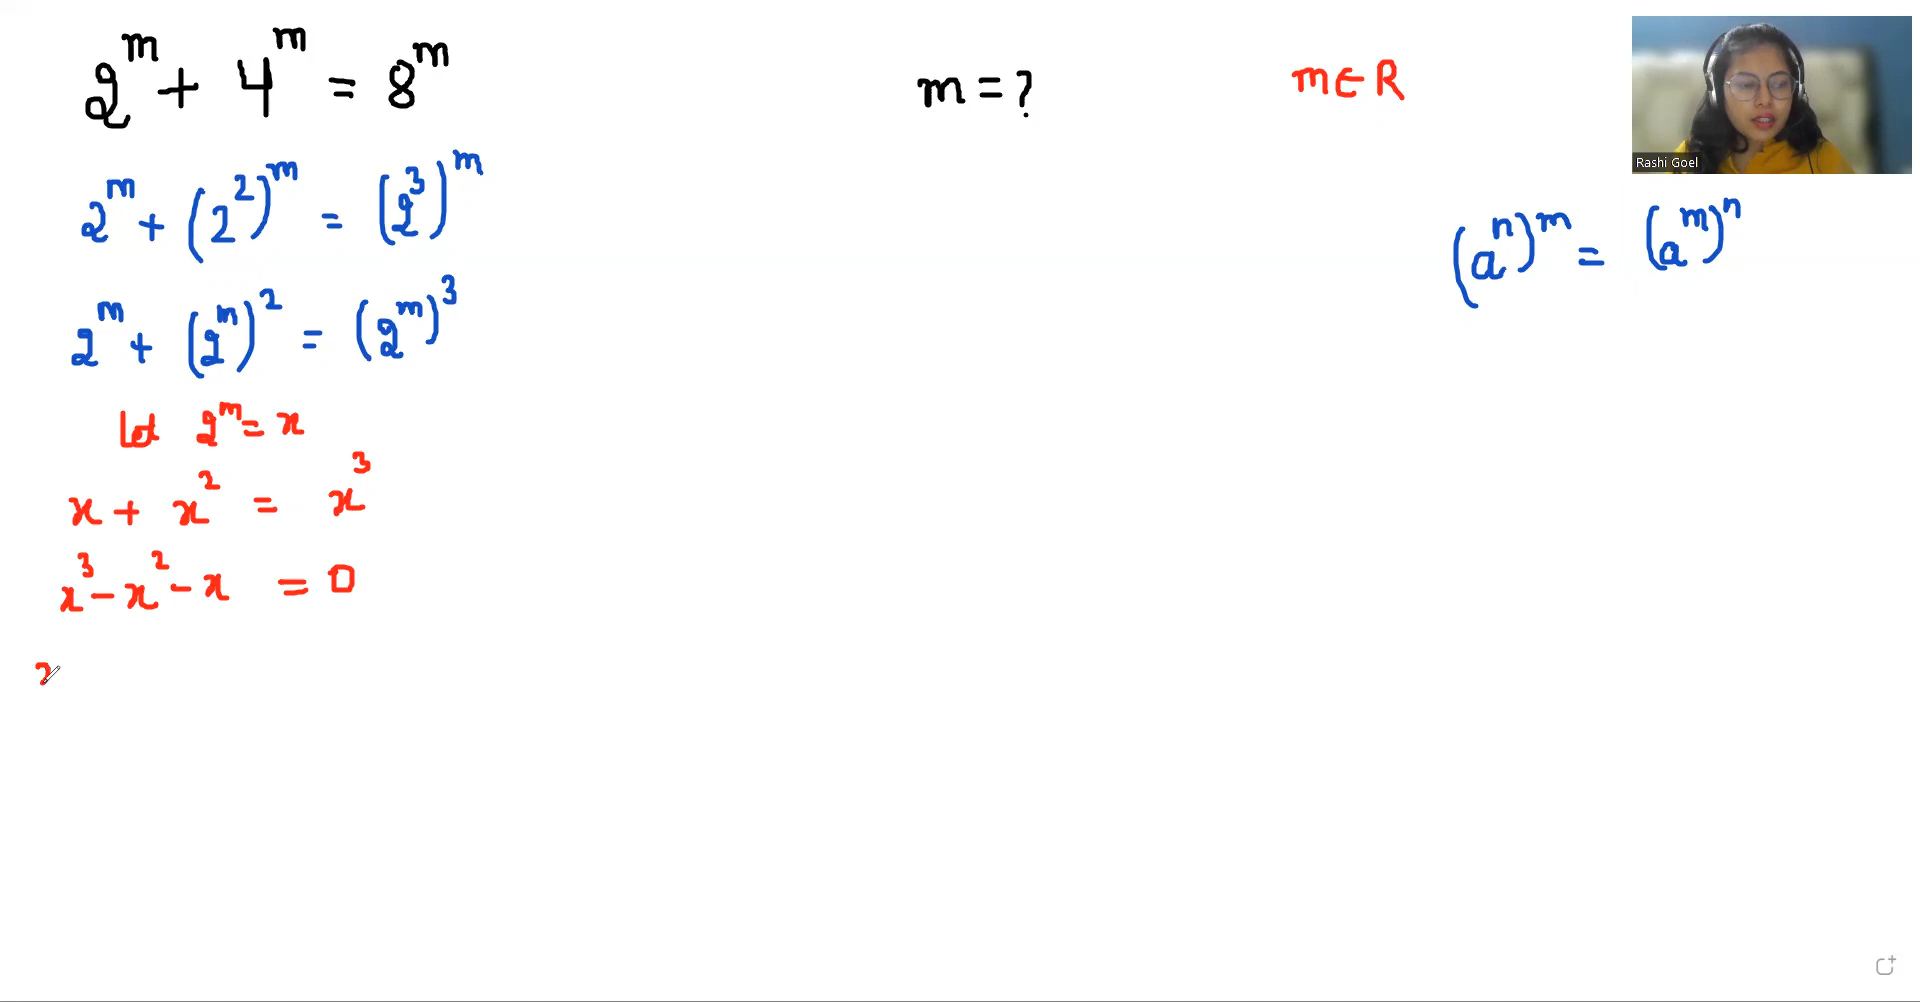 2^m + 4^m = 8^m
m = ?
m ∈ R
Rashi Goel
2^m + (2^2)^m = (2^3)^m
(a^n)^m = (a^m)^n
2^m + (2^m)^2 = (2^m)^3
let 2^m = x
x + x^2 = x^3
x^3 - x^2 - x = 0